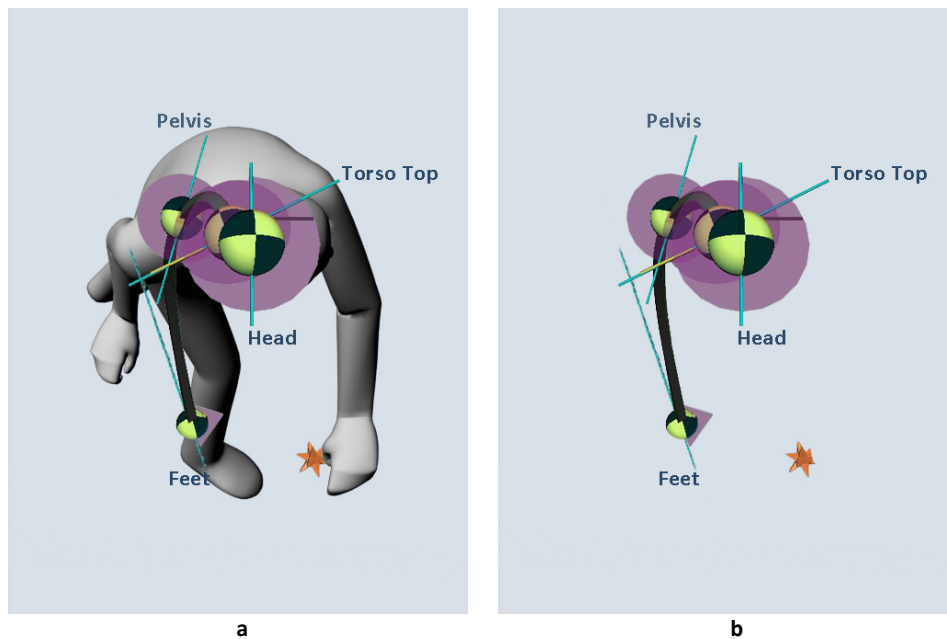 Pelvis
Torso Top
Head
Feet
a
Pelvis
Torso Top
Head
Feet
b